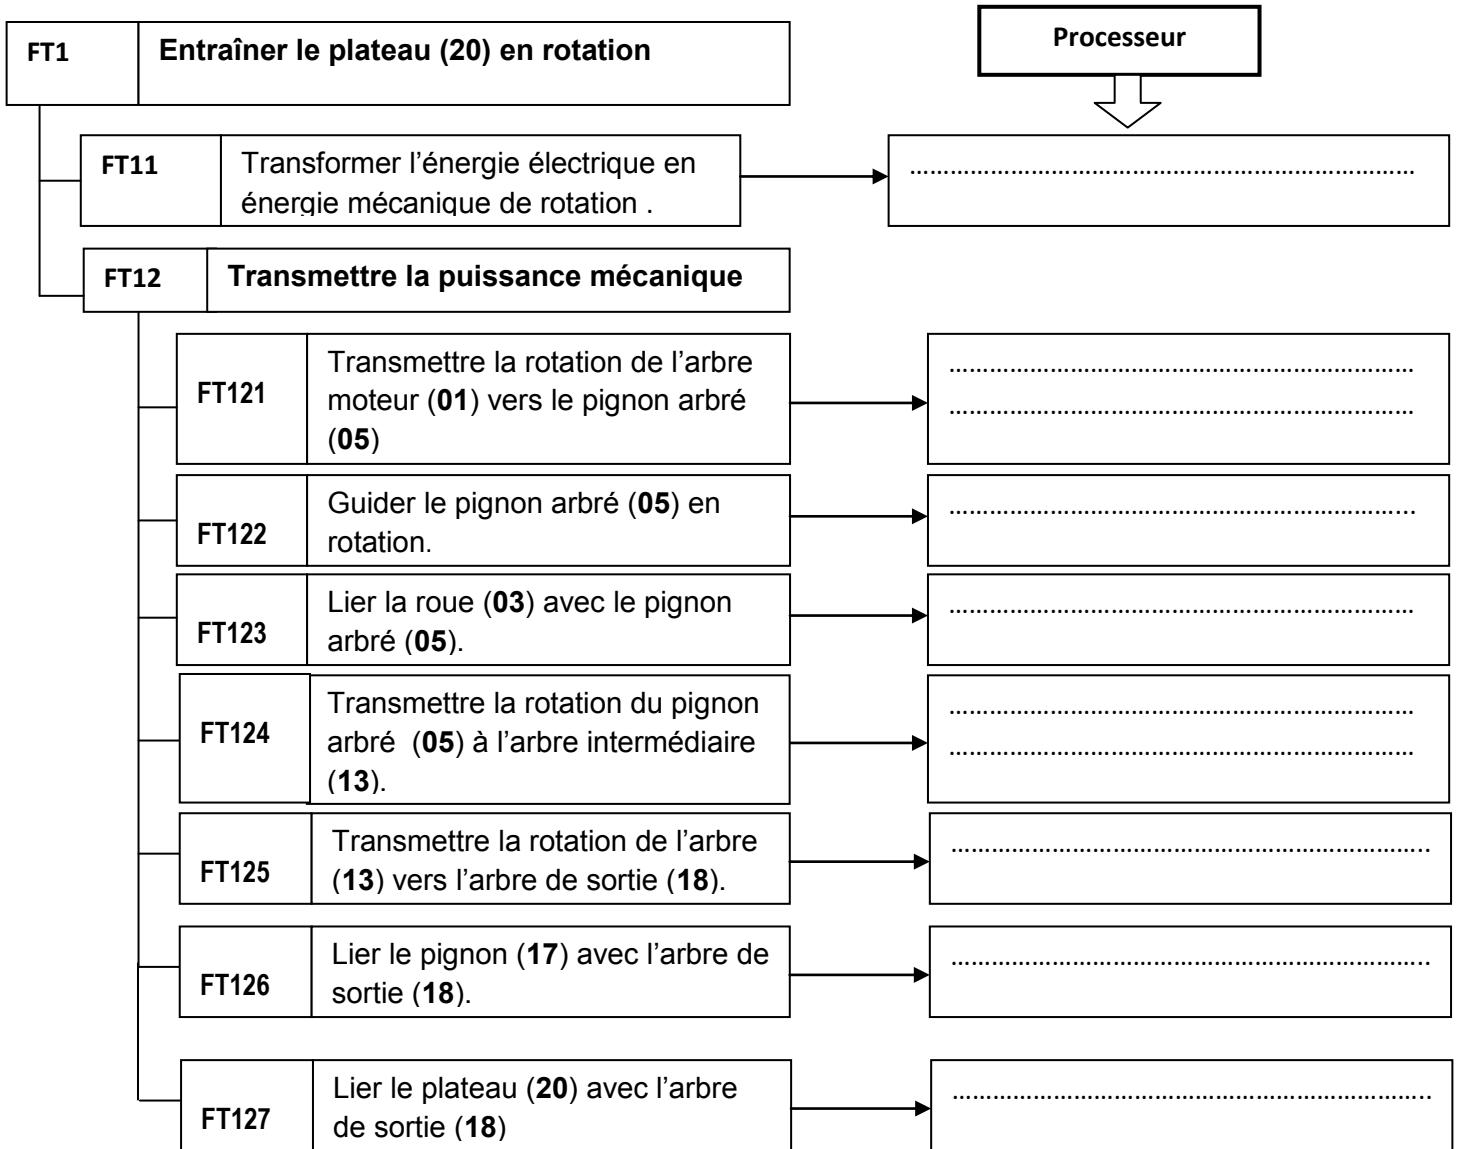 FT1
Entraîner le plateau (20) en rotation
Processeur
FT11
Transformer l’énergie électrique en
énergie mécanique de rotation .
……………………………………………………………………
FT12
Transmettre la puissance mécanique
FT121
Transmettre la rotation de l’arbre
moteur (01) vers le pignon arbré
(05)
………………………………………………………………
………………………………………………………………
FT122
Guider le pignon arbré (05) en
rotation.
………………………………………………………………
FT123
Lier la roue (03) avec le pignon
arbré (05).
………………………………………………………………
FT124
Transmettre la rotation du pignon
arbré  (05) à l’arbre intermédiaire
(13).
………………………………………………………………
………………………………………………………………
FT125
Transmettre la rotation de l’arbre
(13) vers l’arbre de sortie (18).
………………………………………………………………..
FT126
Lier le pignon (17) avec l’arbre de
sortie (18).
………………………………………………………………..
FT127
Lier le plateau (20) avec l’arbre
de sortie (18)
………………………………………………………………..